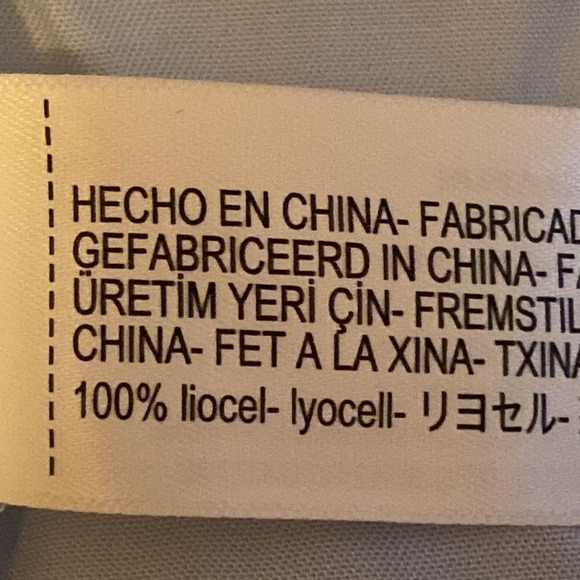 HECHO EN CHINA- FABRICAD
GEFABRICEERD IN CHINA- FA
ÜRETİM YERİ ÇİN- FREMSTIL
CHINA- FET A LA XINA- TXINA
100% liocel- lyocell- リヨセル-